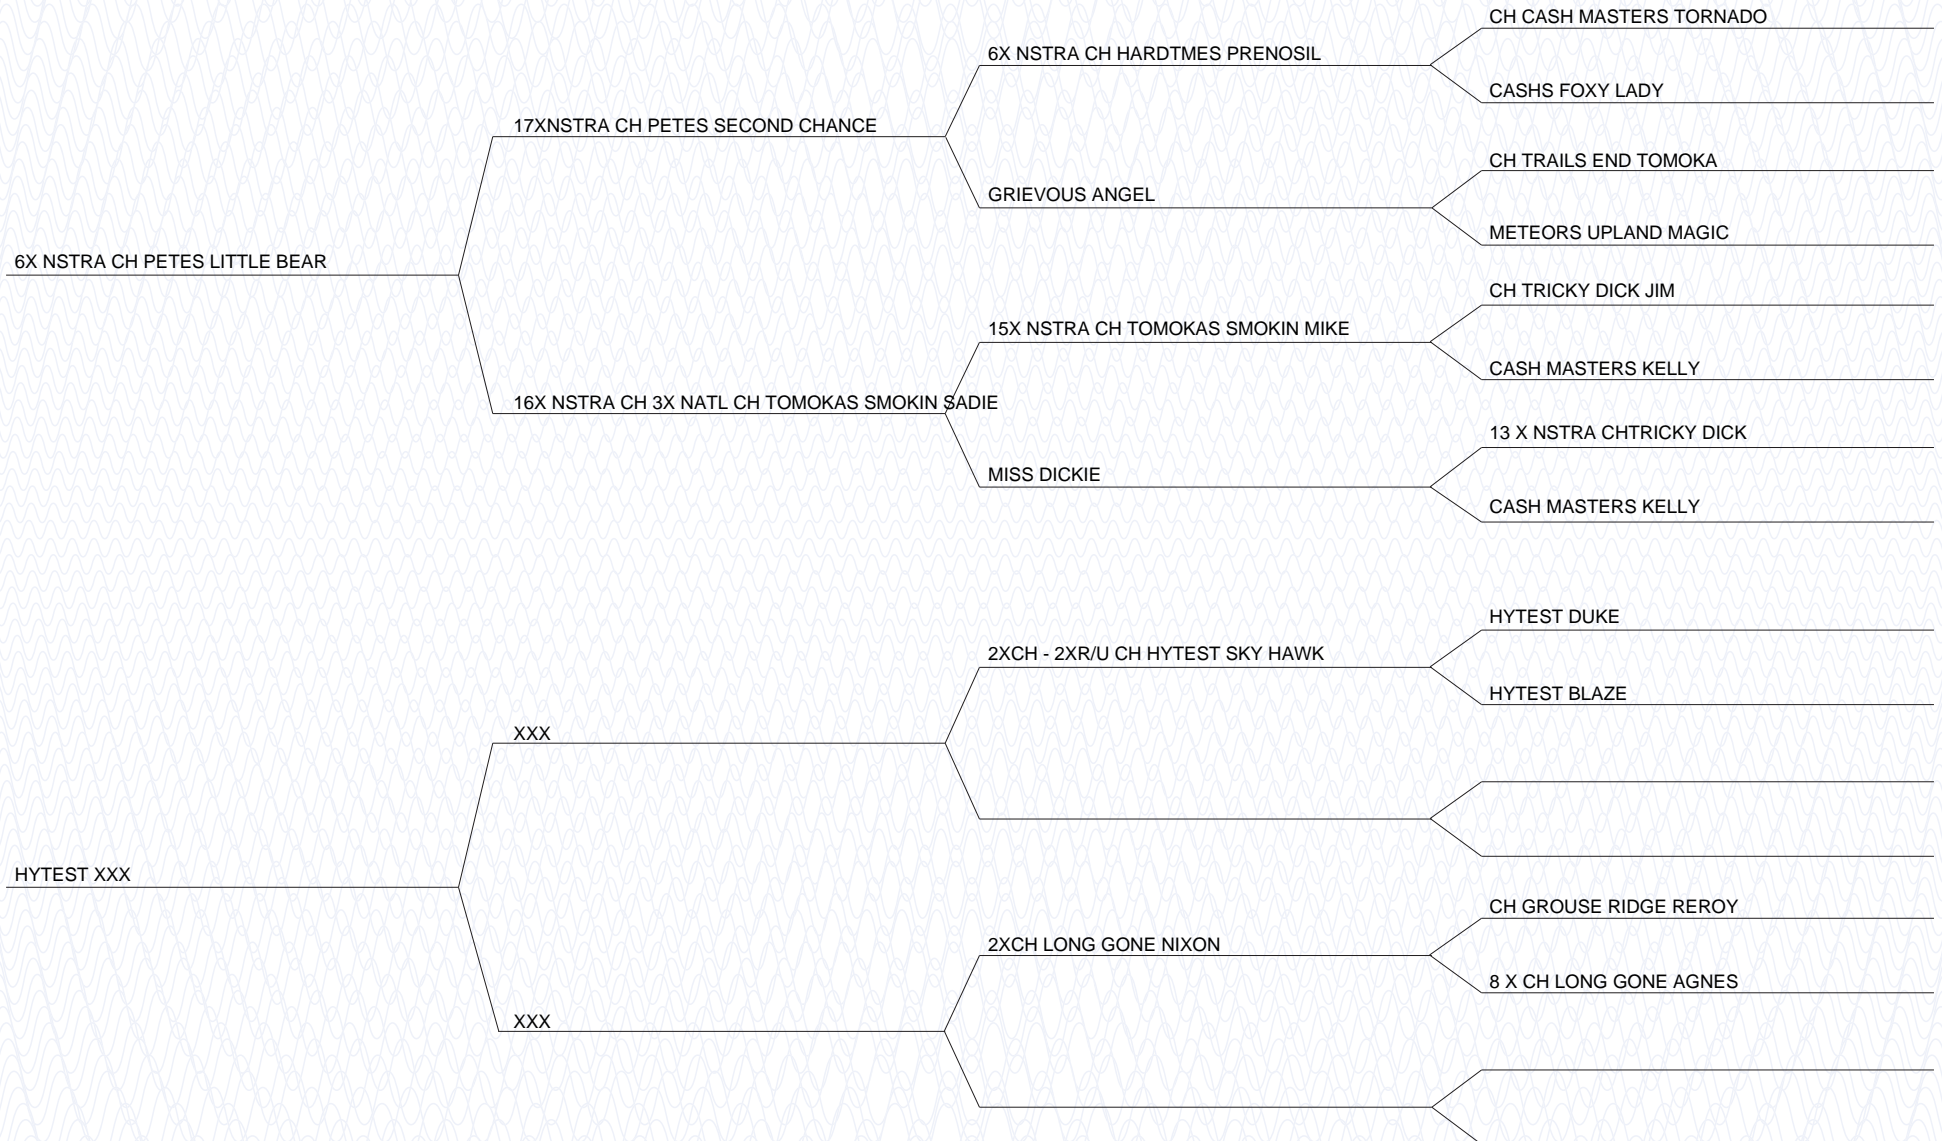 CH CASH MASTERS TORNADO
6X NSTRA CH HARDTMES PRENOSIL
CASHS FOXY LADY
17XNSTRA CH PETES SECOND CHANCE
CH TRAILS END TOMOKA
GRIEVOUS ANGEL
METEORS UPLAND MAGIC
6X NSTRA CH PETES LITTLE BEAR
CH TRICKY DICK JIM
15X NSTRA CH TOMOKAS SMOKIN MIKE
CASH MASTERS KELLY
16X NSTRA CH 3X NATL CH TOMOKAS SMOKIN SADIE
13 X NSTRA CHTRICKY DICK
MISS DICKIE
CASH MASTERS KELLY
HYTEST DUKE
2XCH - 2XR/U CH HYTEST SKY HAWK
HYTEST BLAZE
XXX
HYTEST XXX
CH GROUSE RIDGE REROY
2XCH LONG GONE NIXON
8 X CH LONG GONE AGNES
XXX